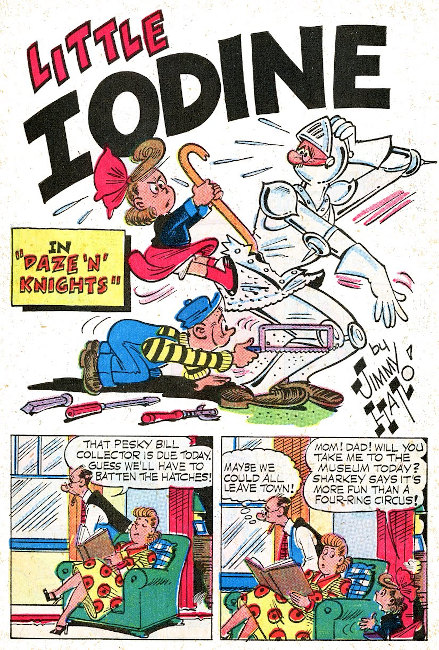 LITTLE
IODINE
IN
"DAZE 'N'
KNIGHTS"
by
JIMMY
HATLO
THAT PESKY BILL
COLLECTOR IS DUE TODAY.
GUESS WE'LL HAVE TO
BATTEN THE HATCHES!
MAYBE WE
COULD ALL
LEAVE TOWN!
MOM! DAD! WILL YOU
TAKE ME TO THE
MUSEUM TODAY?
SHARKEY SAYS IT'S
MORE FUN THAN A
FOUR-RING CIRCUS!